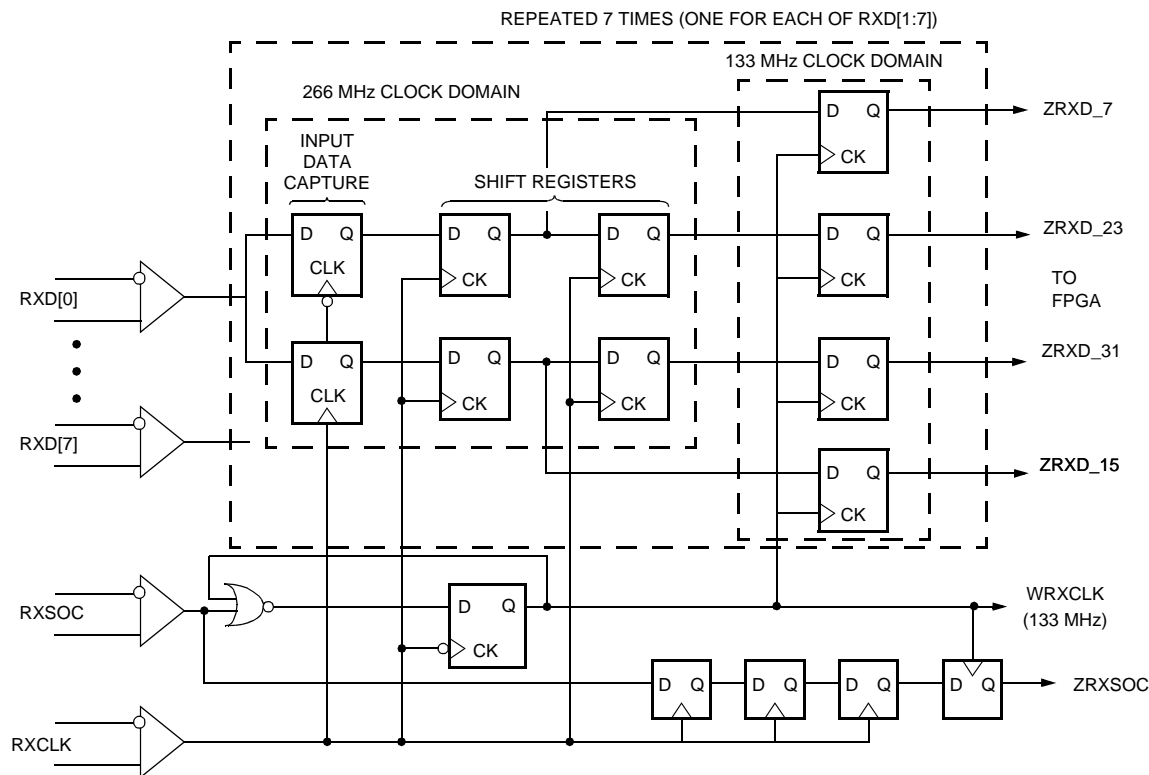 REPEATED 7 TIMES (ONE FOR EACH OF RXD[1:7])
133 MHz CLOCK DOMAIN
266 MHz CLOCK DOMAIN
D Q
CK
ZRXD_7
INPUT
DATA
CAPTURE
SHIFT REGISTERS
D Q
CLK
D Q
CK
D Q
CK
D Q
CK
ZRXD_23
TO
FPGA
RXD[0]
D Q
CLK
D Q
CK
D Q
CK
D Q
CK
ZRXD_31
RXD[7]
D Q
CK
ZRXD_15
RXSOC
D Q
CK
WRXCLK
(133 MHz)
D Q
D Q
D Q
D Q
ZRXSOC
RXCLK